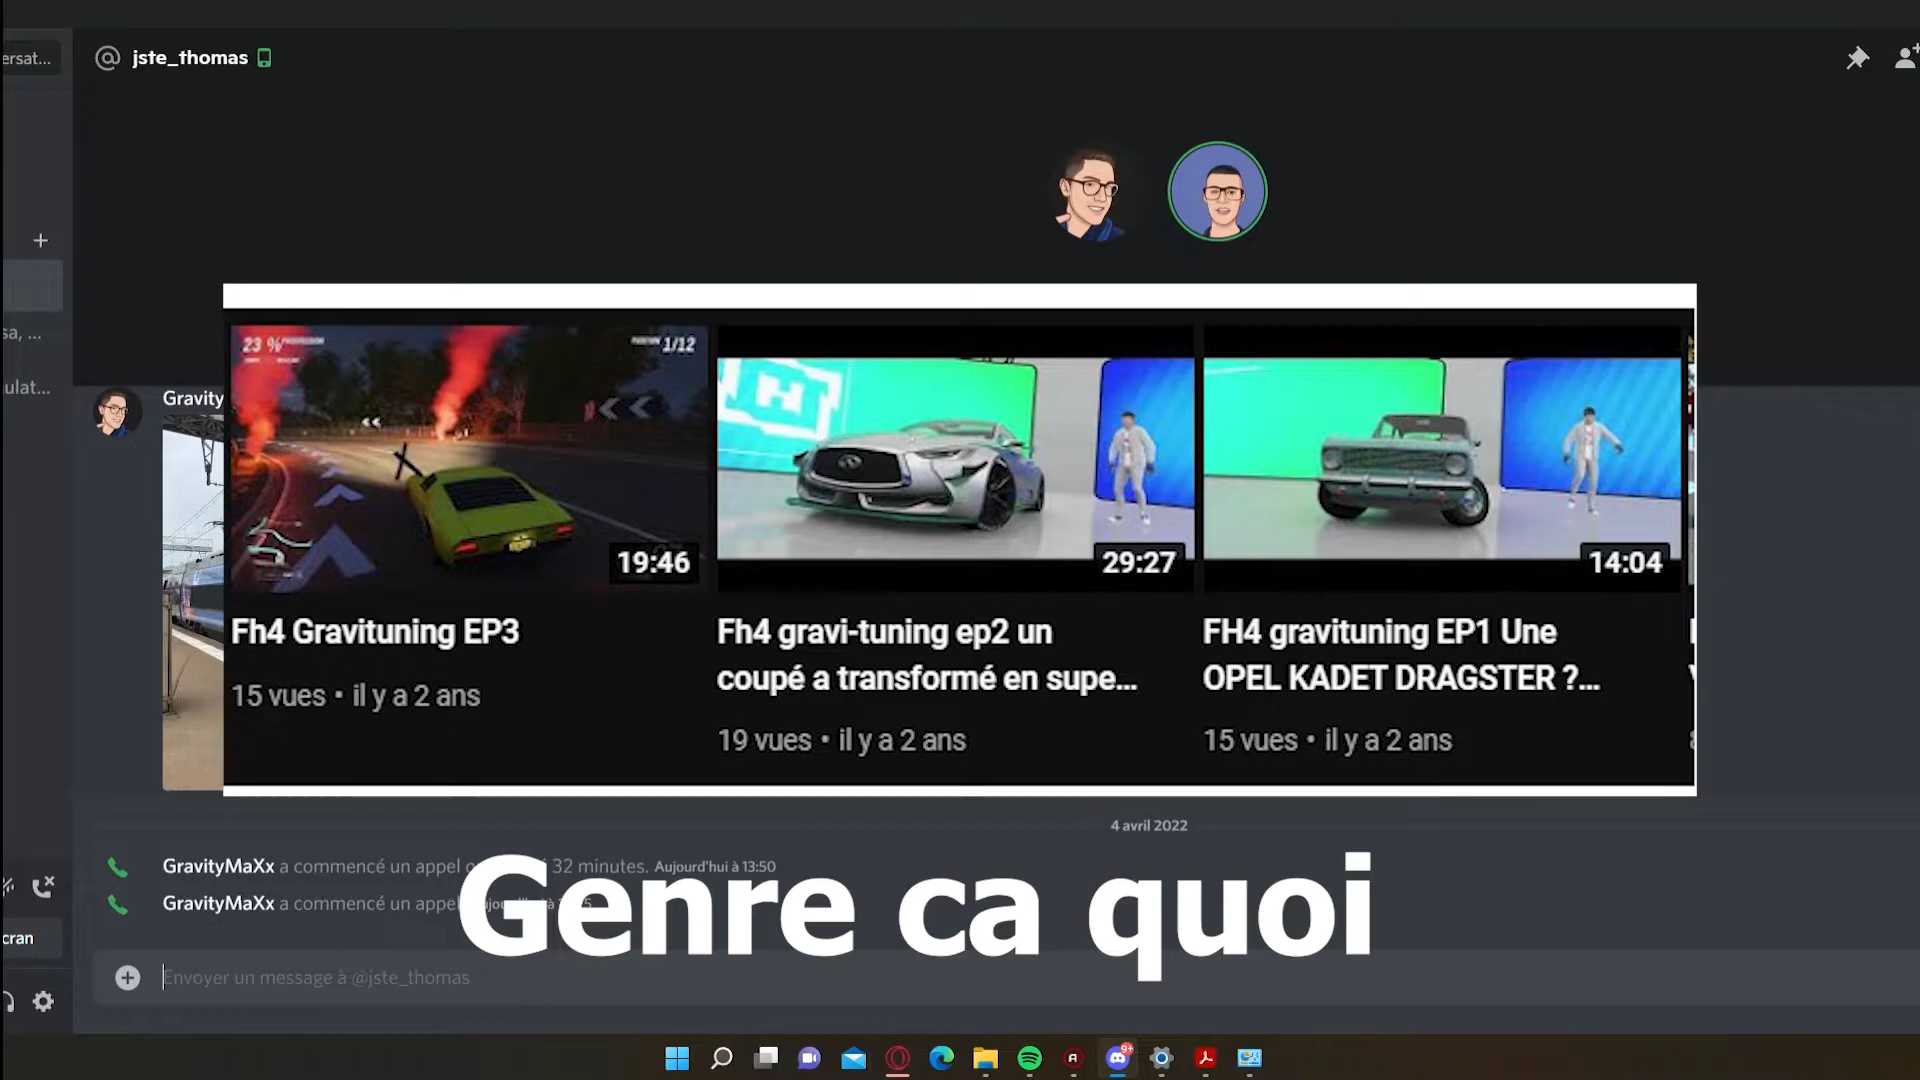 ersat...
jste_thomas
sa, ...
ulat...
Gravity
23 %
1/12
19:46
29:27
14:04
Fh4 Gravituning EP3
15 vues • il y a 2 ans
Fh4 gravi-tuning ep2 un
coupé a transformé en supe...
19 vues • il y a 2 ans
FH4 gravituning EP1 Une
OPEL KADET DRAGSTER ?...
15 vues • il y a 2 ans
4 avril 2022
GravityMaXx a commencé un appel 32 minutes. Aujourd'hui à 13:50
GravityMaXx a commencé un appel
Genre ca quoi
cran
Envoyer un message à @jste_thomas
9+